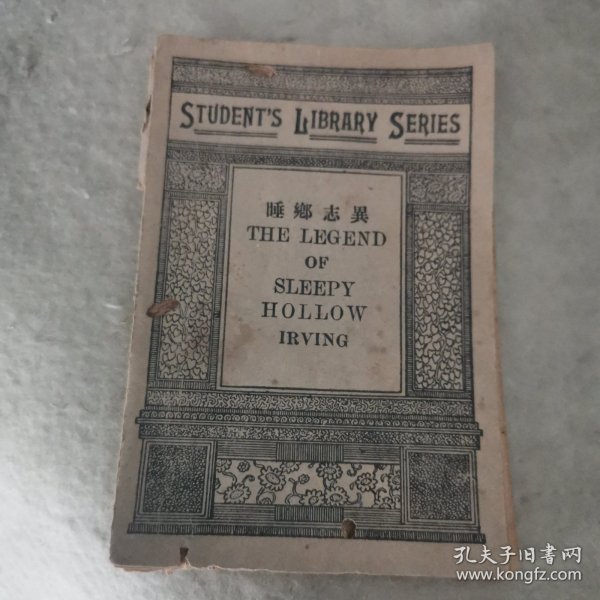 STUDENT'S LIBRARY SERIES
睡鄉志異
THE LEGEND
OF
SLEEPY
HOLLOW
IRVING
孔夫子旧書网
www.kongfz.com